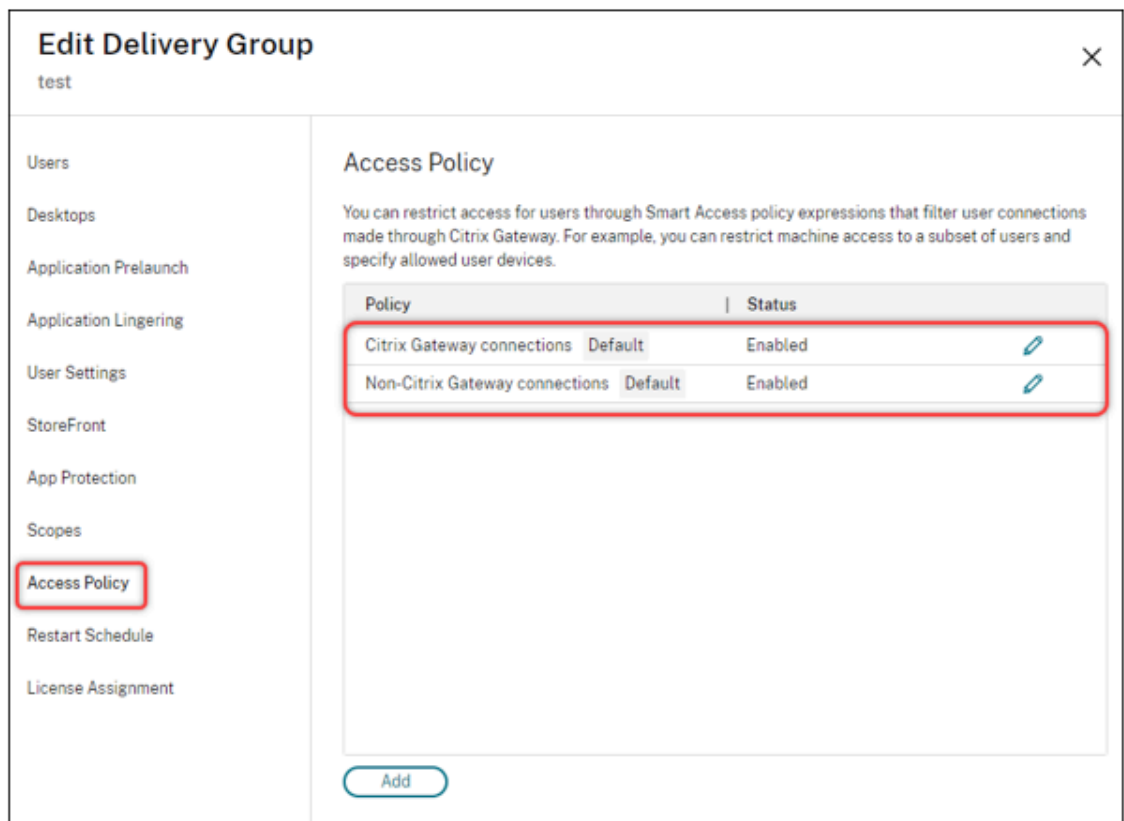 Edit Delivery Group
test
Users
Desktops
Application Prelaunch
Application Lingering
User Settings
StoreFront
App Protection
Scopes
Access Policy
Restart Schedule
License Assignment
Access Policy
You can restrict access for users through Smart Access policy expressions that filter user connections
made through Citrix Gateway. For example, you can restrict machine access to a subset of users and
specify allowed user devices.
Policy | Status
Citrix Gateway connections Default Enabled
Non-Citrix Gateway connections Default Enabled
Add